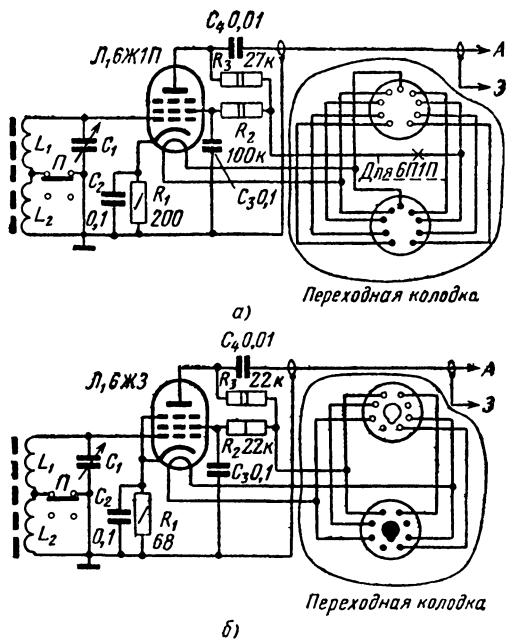 C₄ 0,01
А
R₃ 27к
Э
Л₁ 6Ж1П
R₂
100к
L₁
П
C₁
C₂
C₃ 0,1
Для 6П1П
L₂
0,1
R₁
200
Переходная колодка
а)
C₄ 0,01
А
R₃ 22к
Э
Л₁ 6Ж3
R₂ 22к
L₁
П
C₁
C₂
C₃ 0,1
L₂
0,1
R₁
68
Переходная колодка
б)